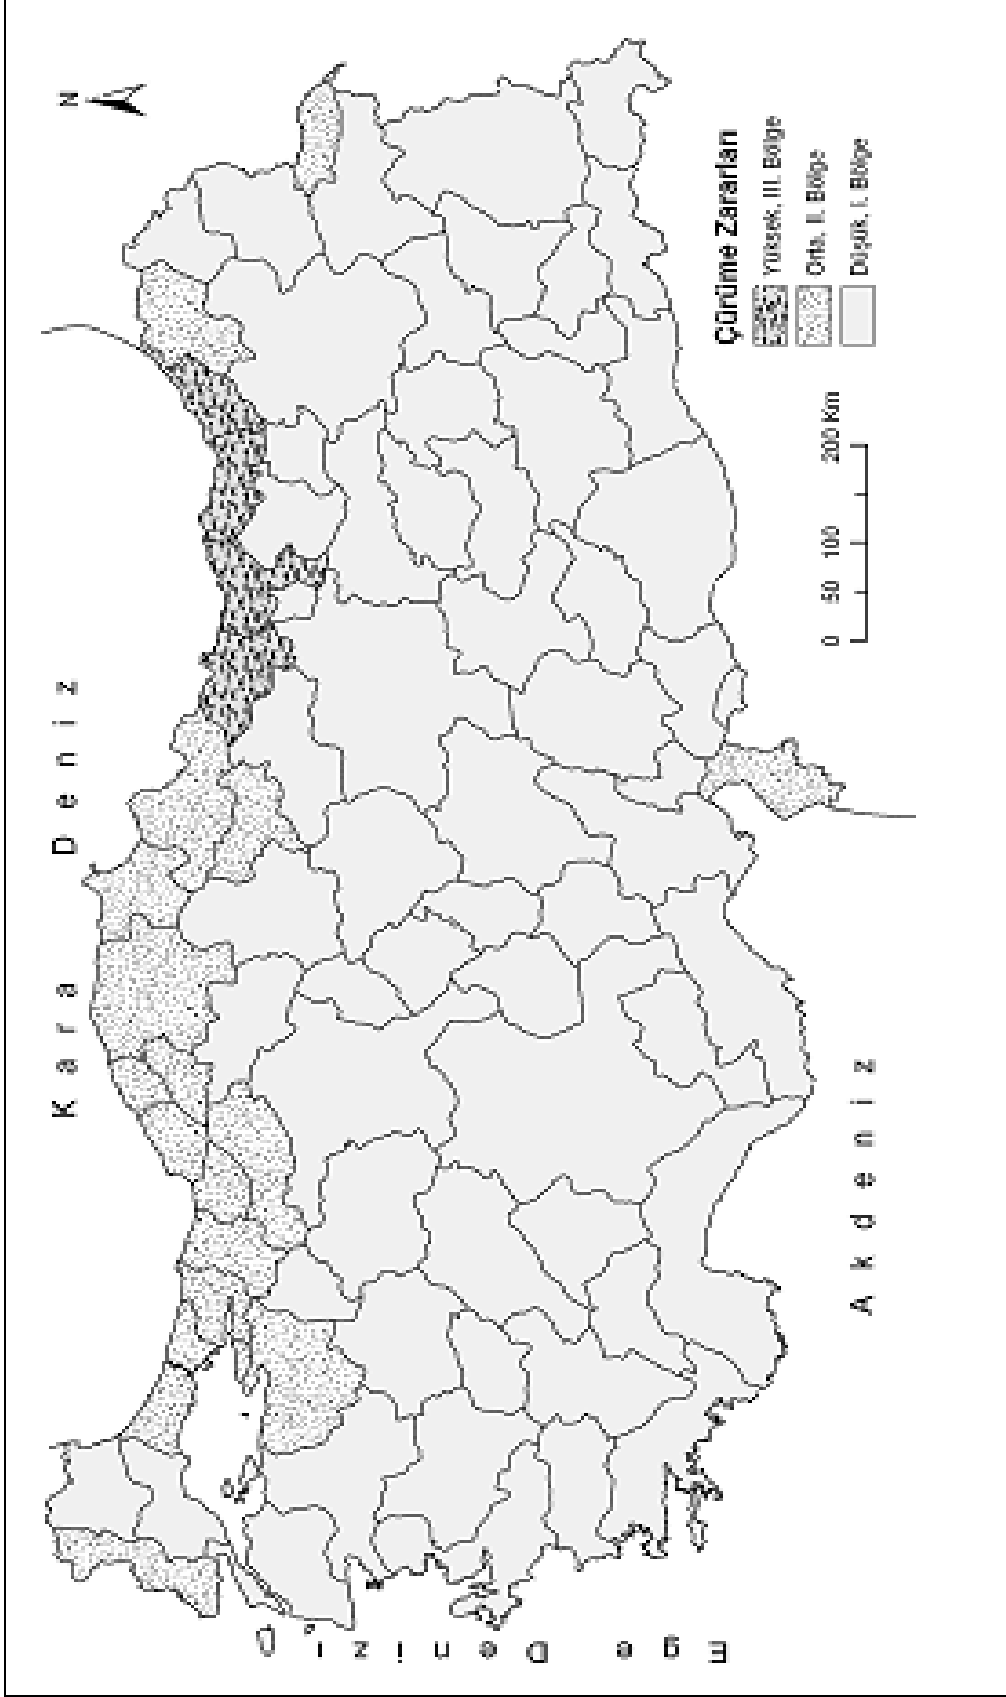 Kara Deniz
N
Ege Denizi
Akdeniz
0 50 100 200 Km
Çürüme Zararları
Yüksek, III. Bölge
Orta, II. Bölge
Düşük, I. Bölge